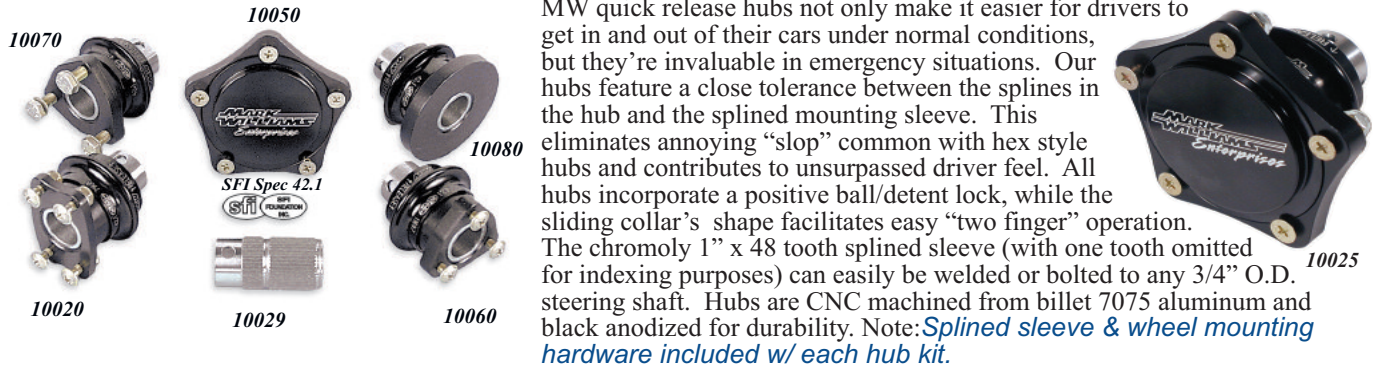 10050
10070
MARK
WILLIAMS
Enterprises
10080
SFI Spec 42.1
sfi SFI
FOUNDATION
INC.
10020
10029
10060
MW quick release hubs not only make it easier for drivers to
get in and out of their cars under normal conditions,
but they’re invaluable in emergency situations.  Our
hubs feature a close tolerance between the splines in
the hub and the splined mounting sleeve.  This
eliminates annoying “slop” common with hex style
hubs and contributes to unsurpassed driver feel.  All
hubs incorporate a positive ball/detent lock, while the
sliding collar’s  shape facilitates easy “two finger” operation.
The chromoly 1” x 48 tooth splined sleeve (with one tooth omitted
for indexing purposes) can easily be welded or bolted to any 3/4” O.D.
steering shaft.  Hubs are CNC machined from billet 7075 aluminum and
black anodized for durability. Note:Splined sleeve & wheel mounting
hardware included w/ each hub kit.
MARK
WILLIAMS
Enterprises
10025